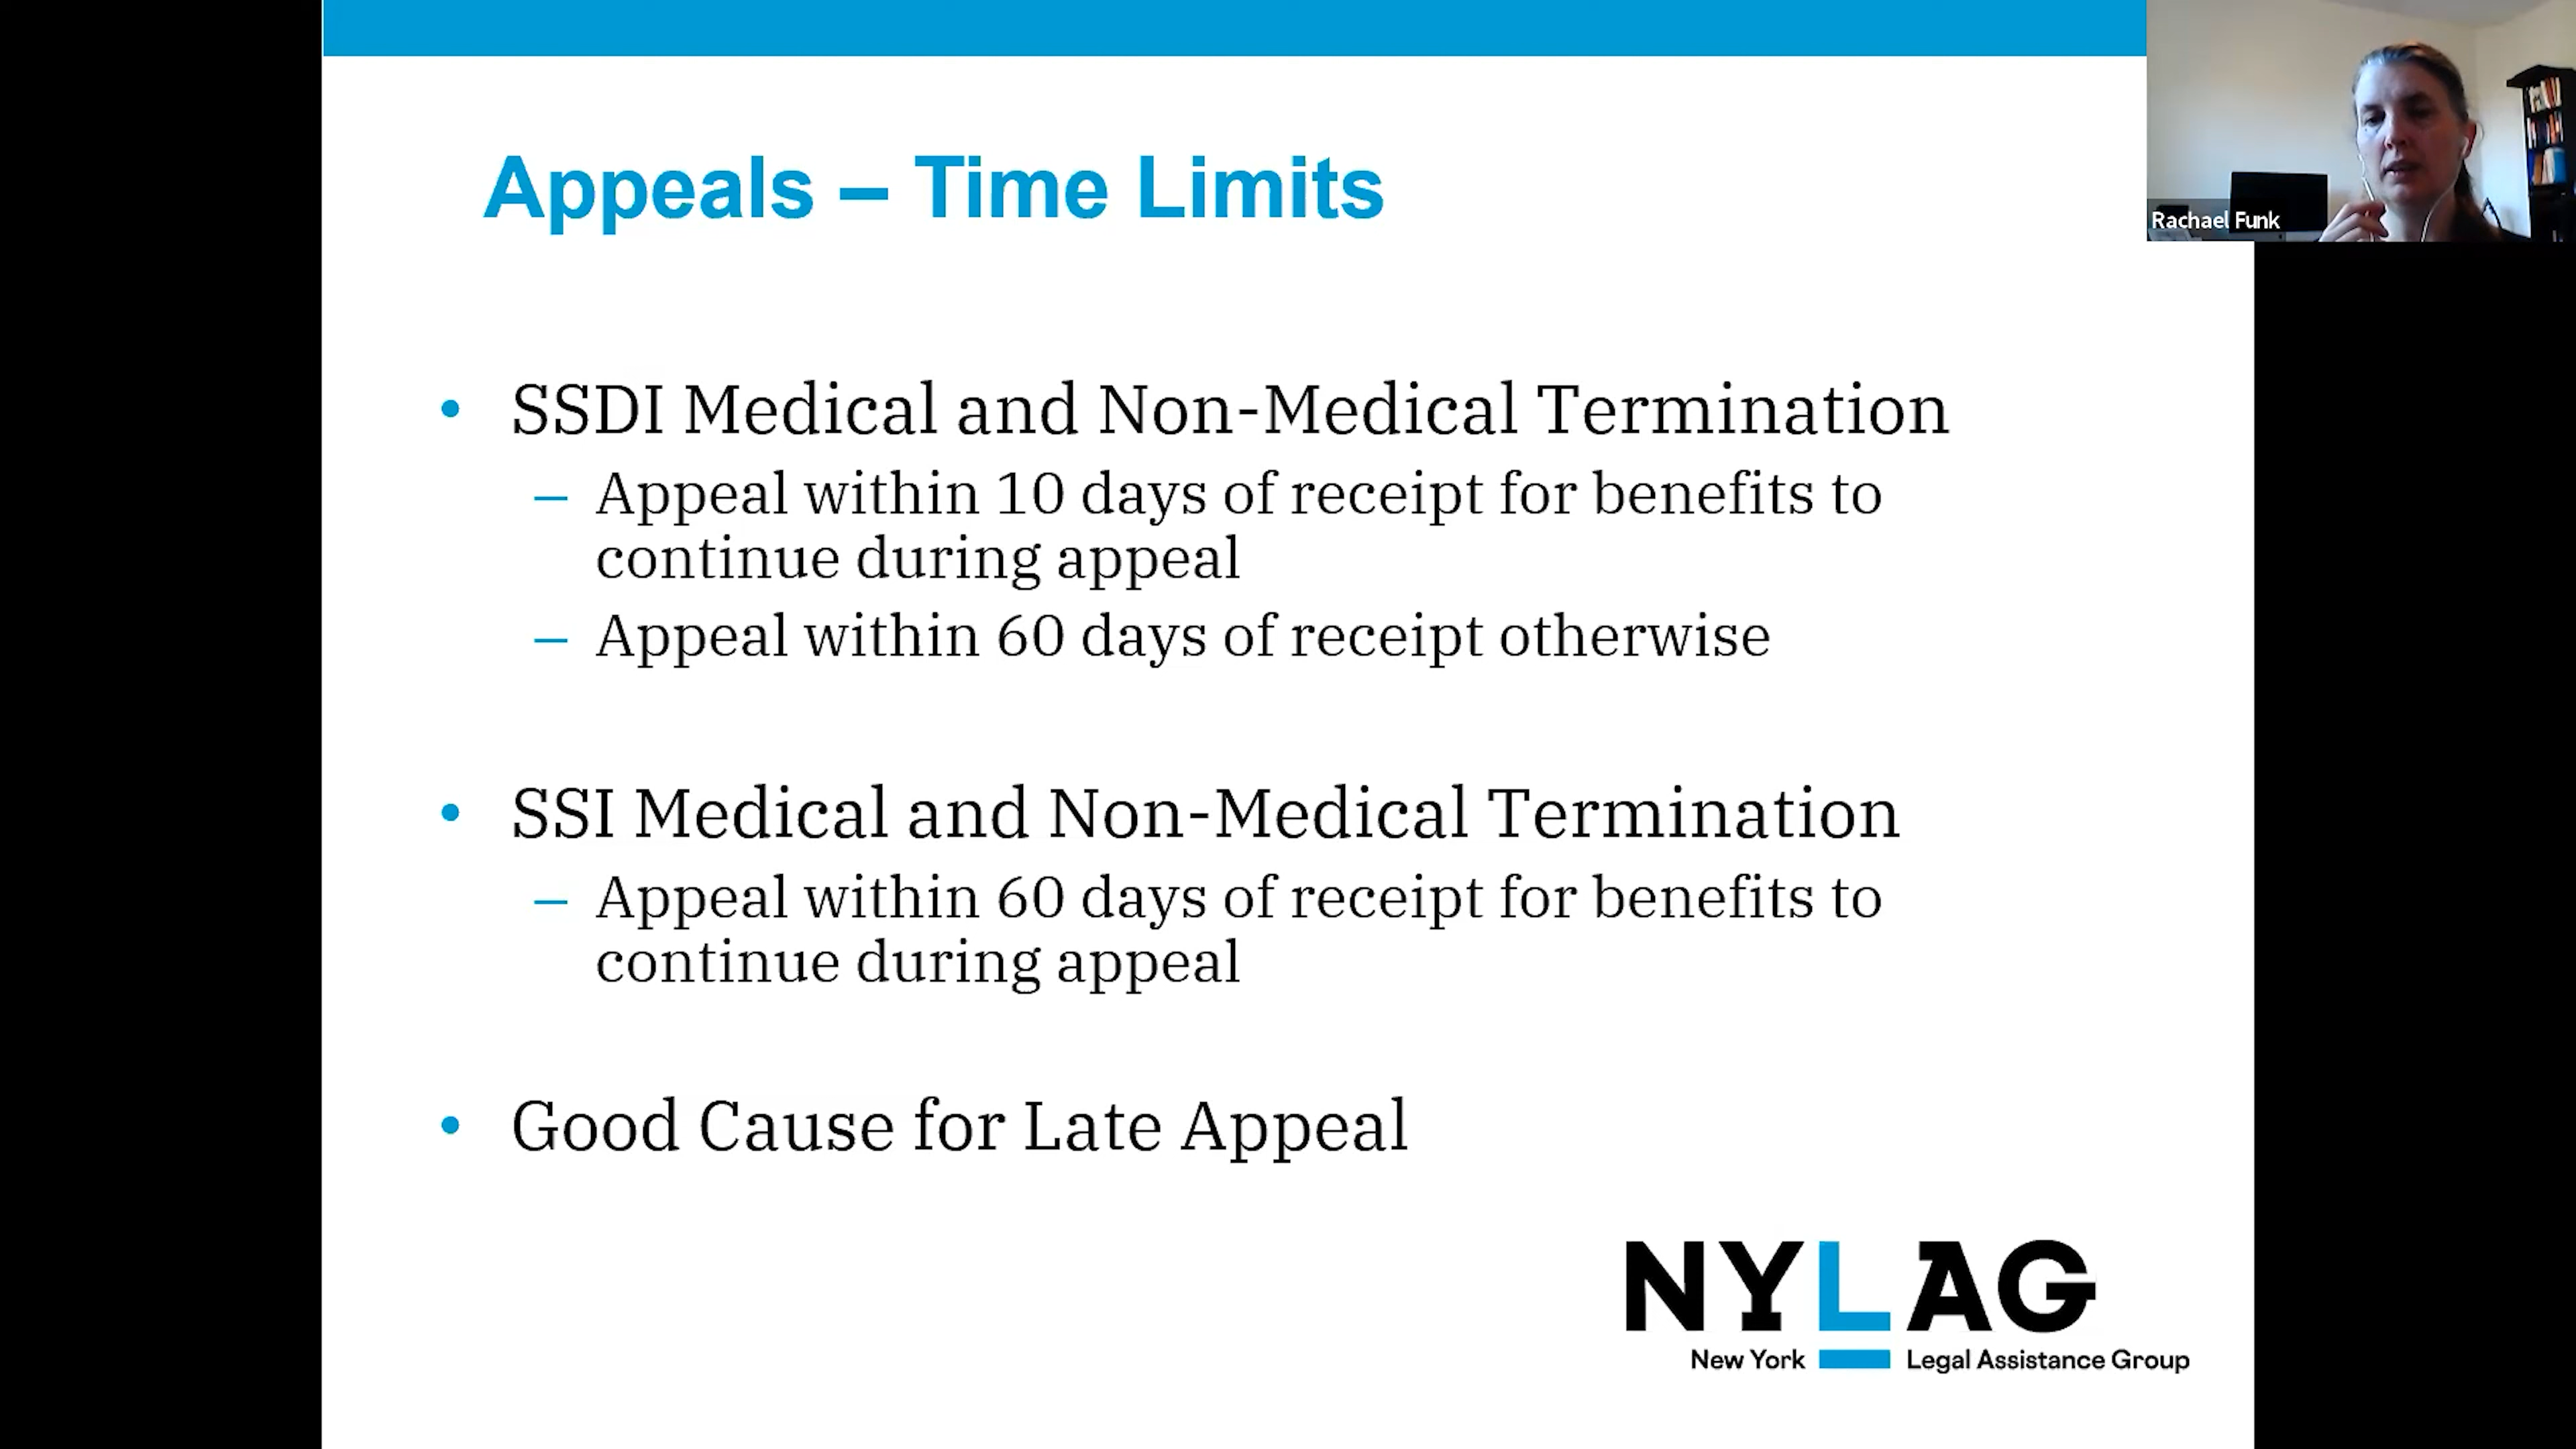 Appeals – Time Limits
Rachael Funk
• SSDI Medical and Non-Medical Termination
– Appeal within 10 days of receipt for benefits to
continue during appeal
– Appeal within 60 days of receipt otherwise
• SSI Medical and Non-Medical Termination
– Appeal within 60 days of receipt for benefits to
continue during appeal
• Good Cause for Late Appeal
NYLAG
New York Legal Assistance Group